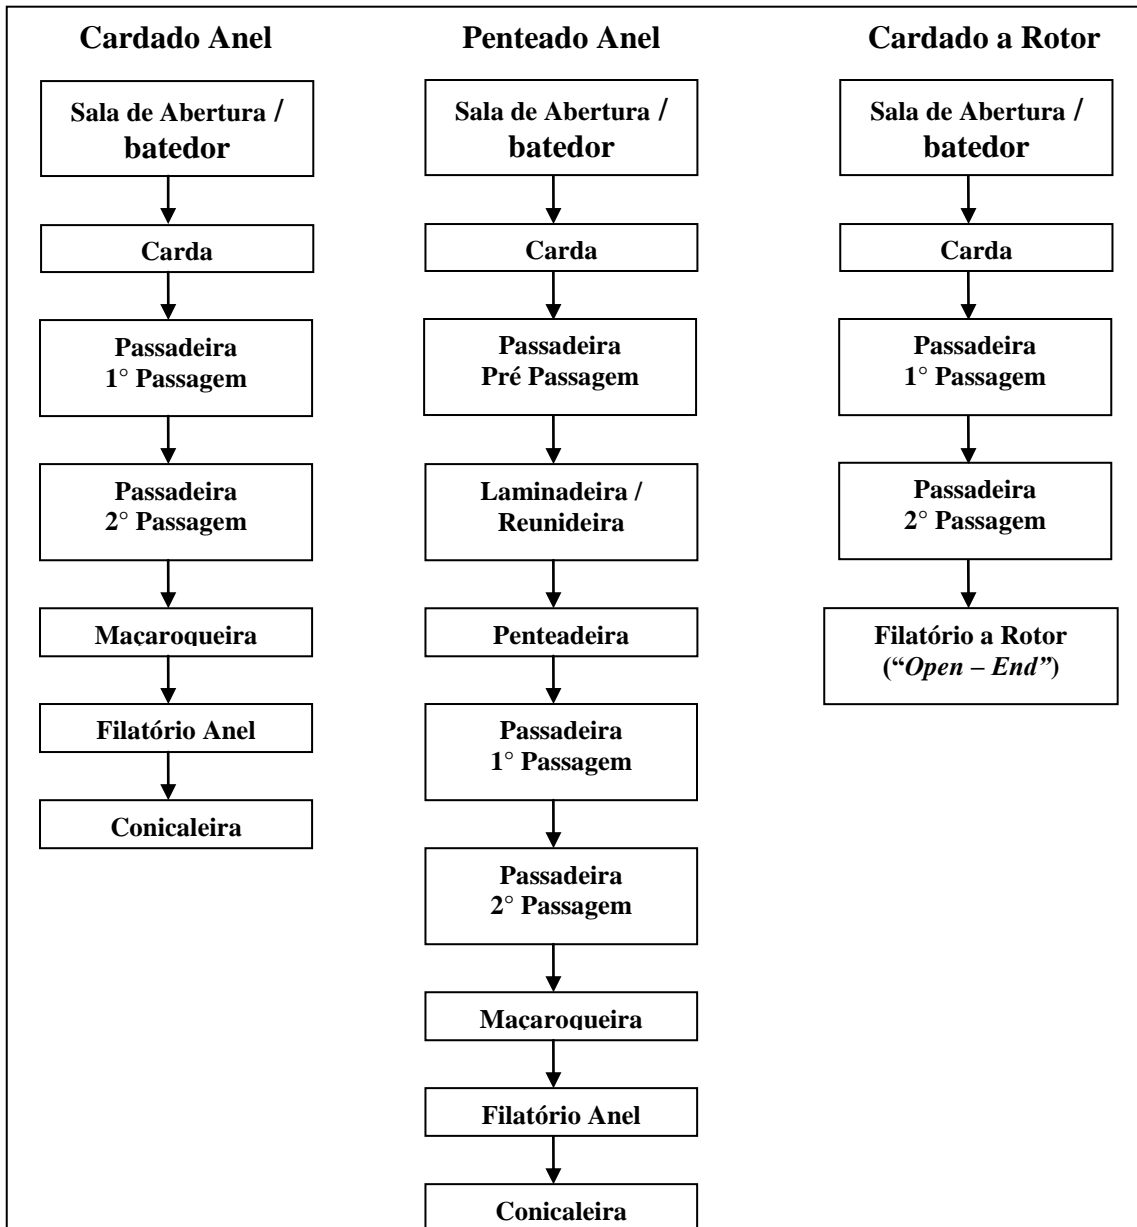 Cardado Anel
Sala de Abertura /
batedor
Carda
Passadeira
1° Passagem
Passadeira
2° Passagem
Maçaroqueira
Filatório Anel
Conicaleira
Penteado Anel
Sala de Abertura /
batedor
Carda
Passadeira
Pré Passagem
Laminadeira /
Reunideira
Penteadeira
Passadeira
1° Passagem
Passadeira
2° Passagem
Maçaroqueira
Filatório Anel
Conicaleira
Cardado a Rotor
Sala de Abertura /
batedor
Carda
Passadeira
1° Passagem
Passadeira
2° Passagem
Filatório a Rotor
(“Open – End”)